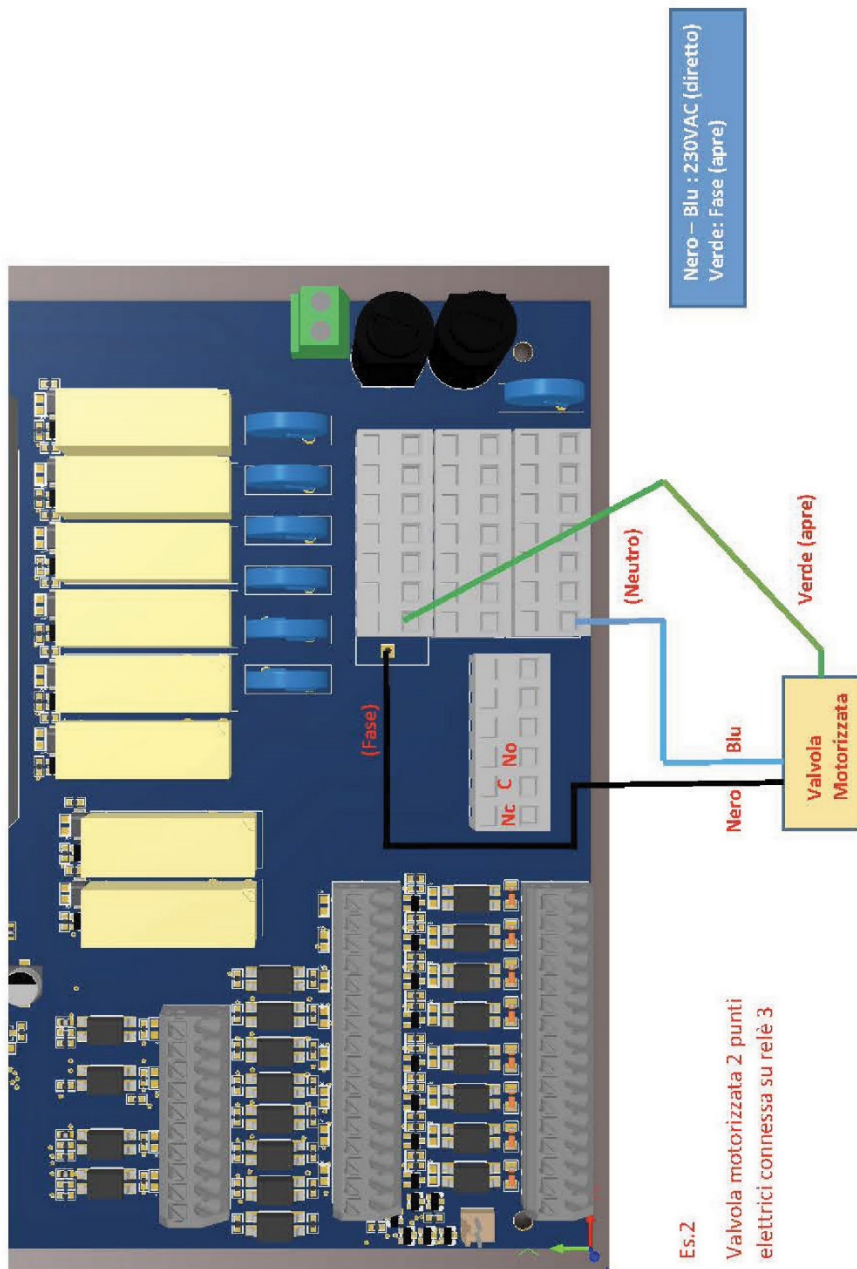 Nero – Blu : 230VAC (diretto)
Verde: Fase (apre)
(Fase)
(Neutro)
Nc C No
Verde (apre)
Nero
Blu
Valvola
Motorizzata
Es.2
Valvola motorizzata 2 punti
elettrici connessa su relè 3